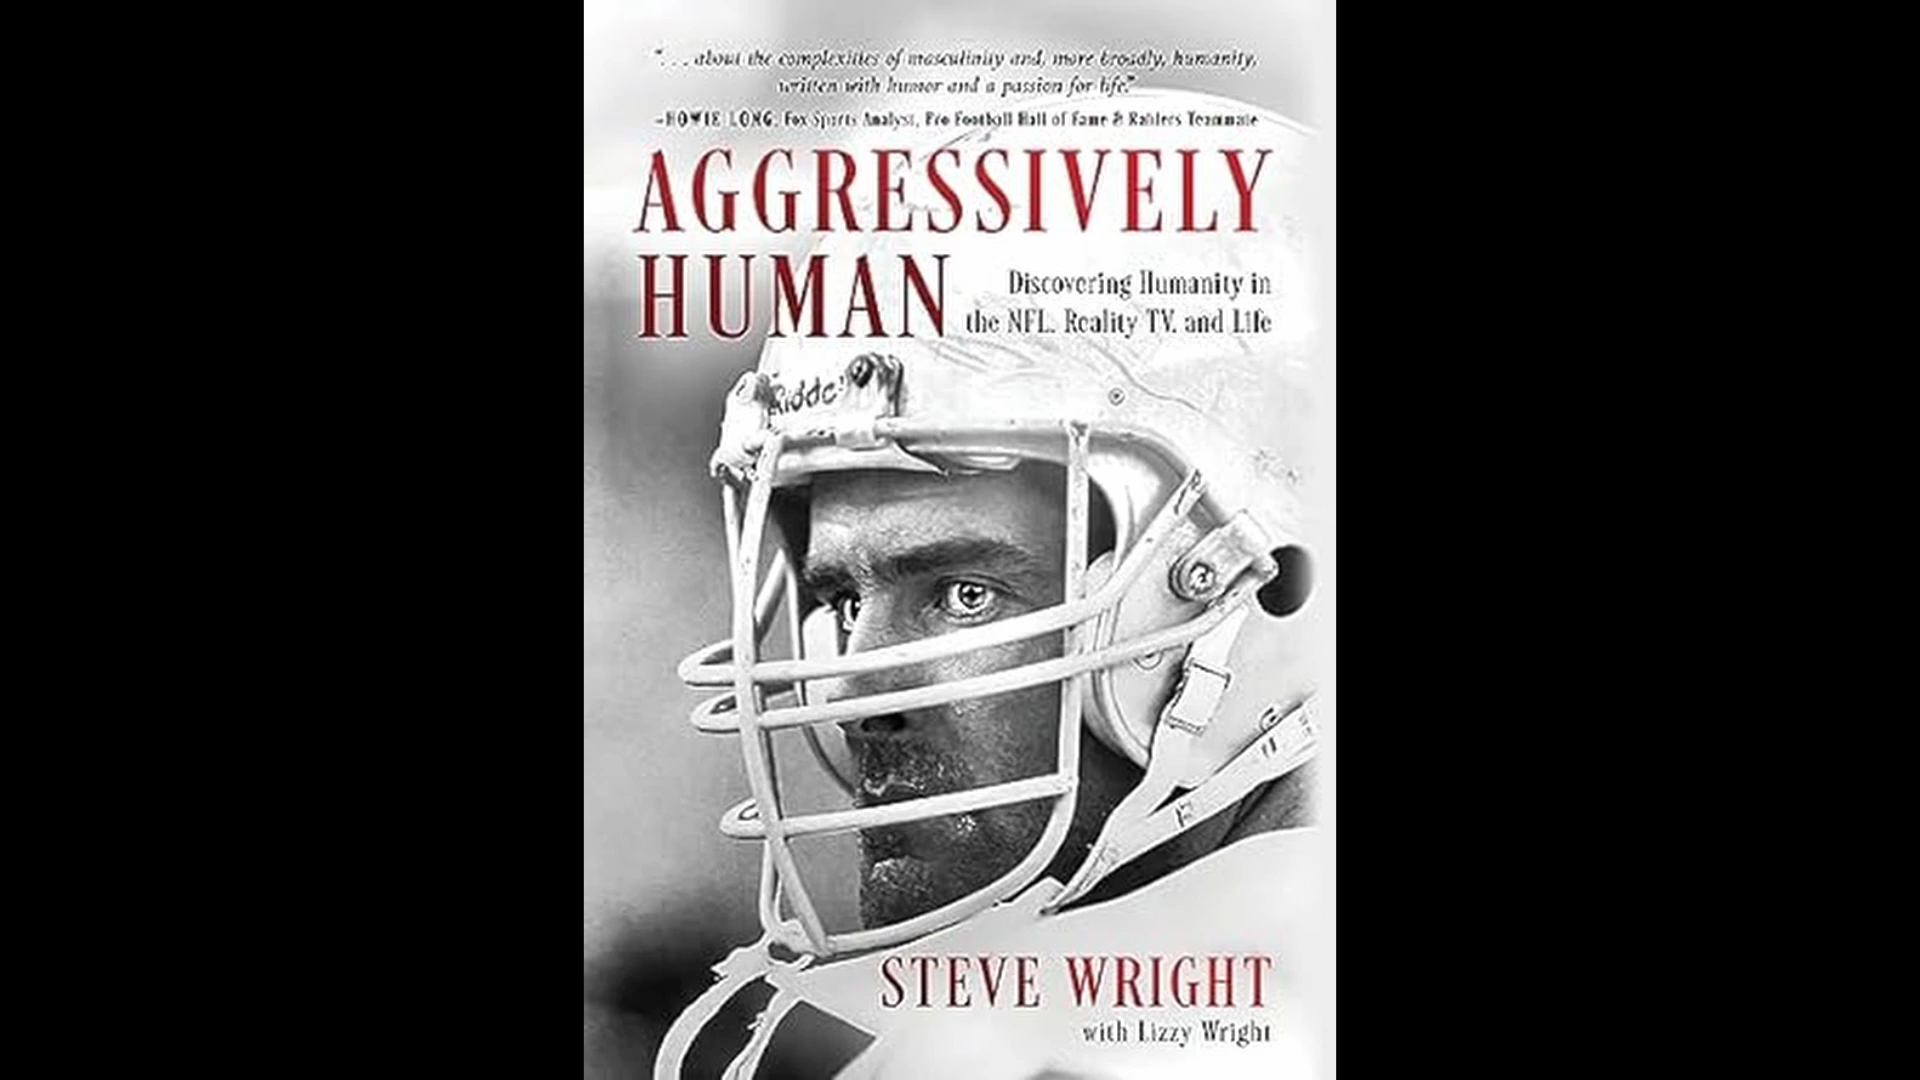 ". . . about the complexities of masculinity and, more broadly, humanity,
written with humor and a passion for life."
–HOWIE LONG, Fox Sports Analyst, Pro Football Hall of Fame & Raiders Teammate
AGGRESSIVELY
HUMAN
Discovering Humanity in
the NFL, Reality TV, and Life
STEVE WRIGHT
with Lizzy Wright